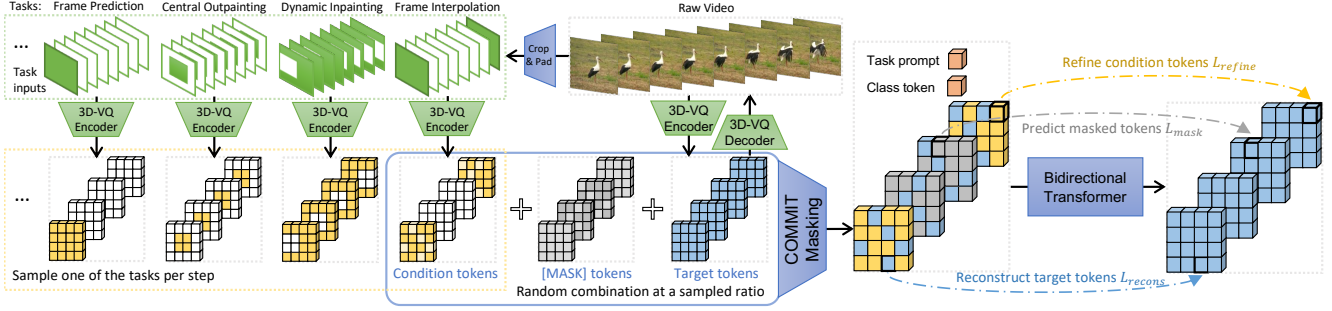 Tasks: Frame Prediction Central Outpainting Dynamic Inpainting Frame Interpolation Raw Video
...
Task
inputs
Crop
& Pad
3D-VQ
Encoder
3D-VQ
Encoder
3D-VQ
Encoder
3D-VQ
Encoder
3D-VQ
Encoder
3D-VQ
Decoder
...
Sample one of the tasks per step
Condition tokens
[MASK] tokens
Target tokens
Random combination at a sampled ratio
COMMIT
Masking
Task prompt
Class token
Refine condition tokens L_refine
Predict masked tokens L_mask
Bidirectional
Transformer
Reconstruct target tokens L_recons